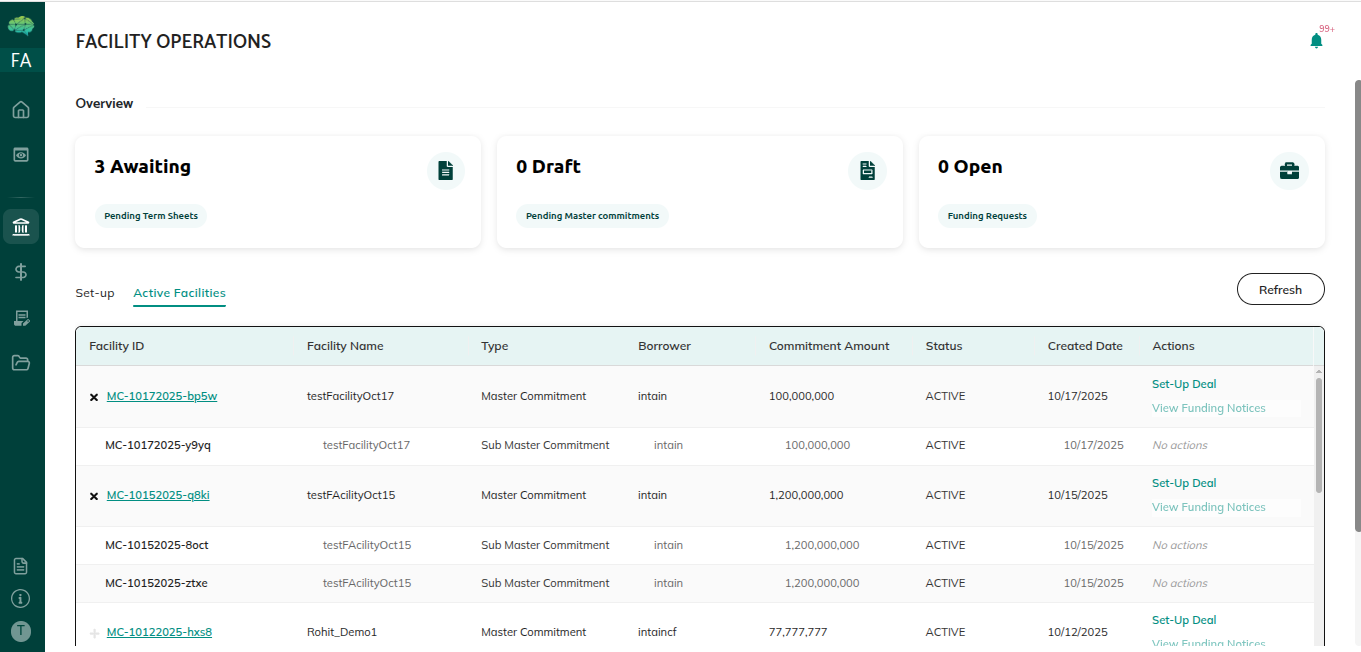 FA
FACILITY OPERATIONS
99+
Overview
3 Awaiting
Pending Term Sheets
0 Draft
Pending Master commitments
0 Open
Funding Requests
Set-up Active Facilities
Refresh
Facility ID Facility Name Type Borrower Commitment Amount Status Created Date Actions
MC-10172025-bp5w testFacilityOct17 Master Commitment intain 100,000,000 ACTIVE 10/17/2025 Set-Up Deal
View Funding Notices
MC-10172025-y9yq testFacilityOct17 Sub Master Commitment intain 100,000,000 ACTIVE 10/17/2025 No actions
MC-10152025-q8ki testFAcilityOct15 Master Commitment intain 1,200,000,000 ACTIVE 10/15/2025 Set-Up Deal
View Funding Notices
MC-10152025-8oct testFAcilityOct15 Sub Master Commitment intain 1,200,000,000 ACTIVE 10/15/2025 No actions
MC-10152025-ztxe testFAcilityOct15 Sub Master Commitment intain 1,200,000,000 ACTIVE 10/15/2025 No actions
MC-10122025-hxs8 Rohit_Demo1 Master Commitment intaincf 77,777,777 ACTIVE 10/12/2025 Set-Up Deal
View Funding Notices
T